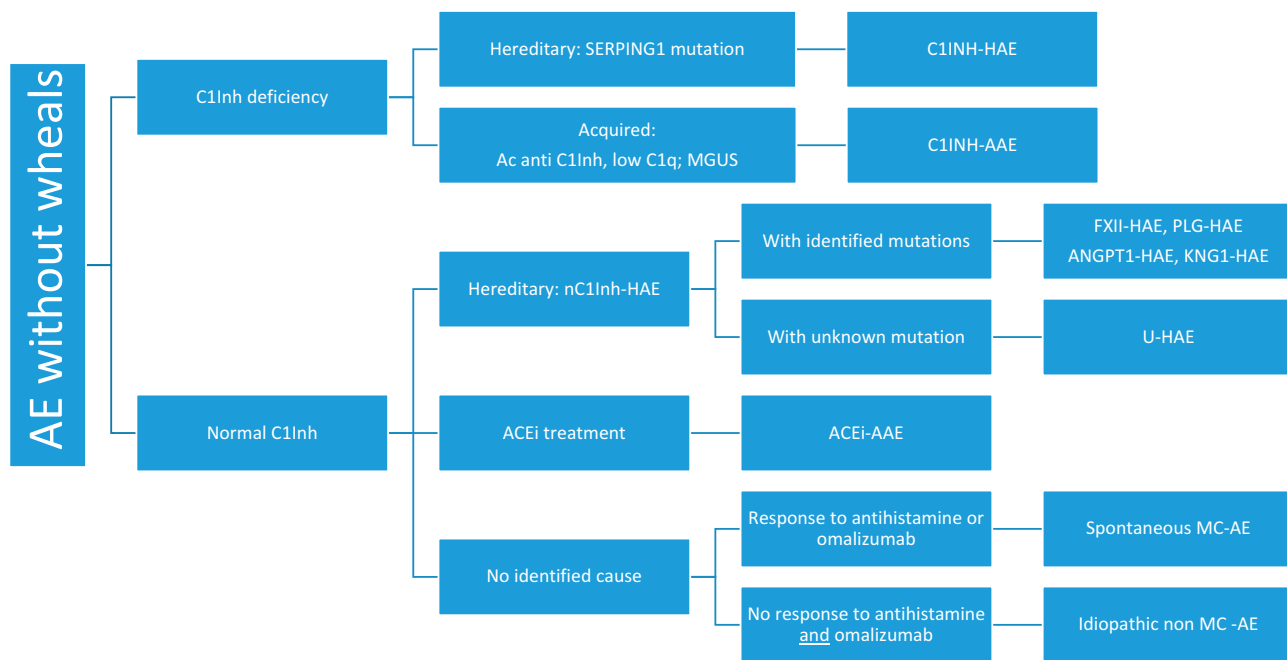 AE without wheals
C1Inh deficiency
Hereditary: SERPING1 mutation
C1INH-HAE
Acquired:
Ac anti C1Inh, low C1q; MGUS
C1INH-AAE
Normal C1Inh
Hereditary: nC1Inh-HAE
With identified mutations
FXII-HAE, PLG-HAE
ANGPT1-HAE, KNG1-HAE
With unknown mutation
U-HAE
ACEi treatment
ACEi-AAE
No identified cause
Response to antihistamine or
omalizumab
Spontaneous MC-AE
No response to antihistamine
and omalizumab
Idiopathic non MC -AE